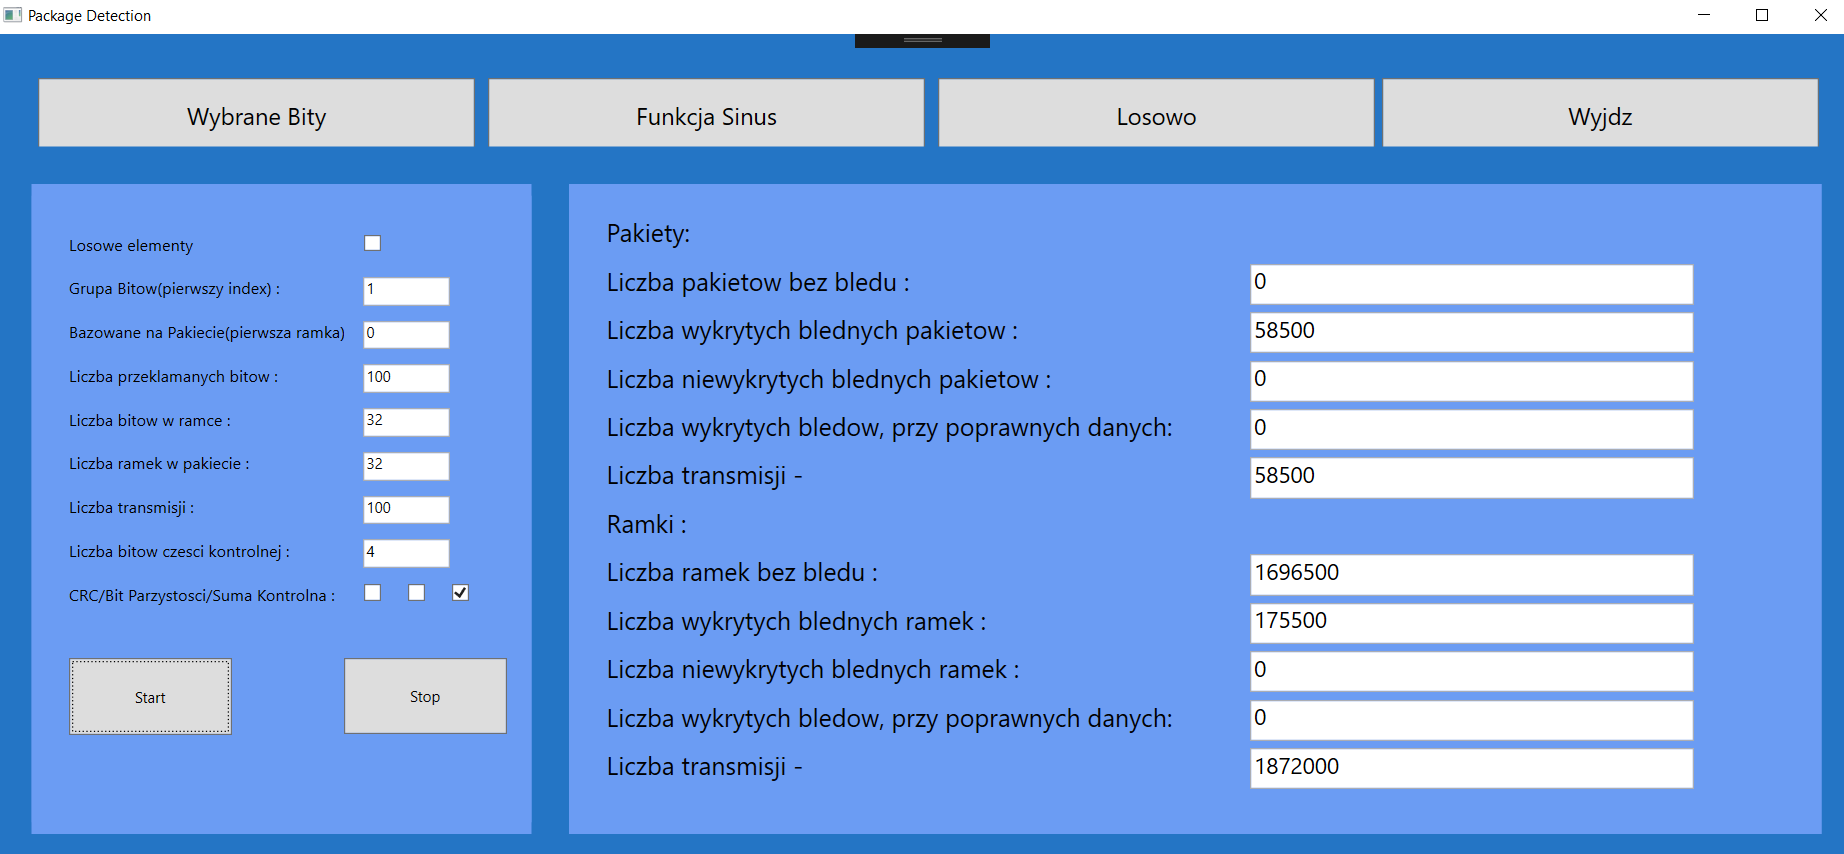 Package Detection
Wybrane Bity
Funkcja Sinus
Losowo
Wyjdz
Losowe elementy
Grupa Bitow(pierwszy index) : 1
Bazowane na Pakiecie(pierwsza ramka) 0
Liczba przeklamanych bitow : 100
Liczba bitow w ramce : 32
Liczba ramek w pakiecie : 32
Liczba transmisji : 100
Liczba bitow czesci kontrolnej : 4
CRC/Bit Parzystosci/Suma Kontrolna :
Start
Stop
Pakiety:
Liczba pakietow bez bledu : 0
Liczba wykrytych blednych pakietow : 58500
Liczba niewykrytych blednych pakietow : 0
Liczba wykrytych bledow, przy poprawnych danych: 0
Liczba transmisji - 58500
Ramki :
Liczba ramek bez bledu : 1696500
Liczba wykrytych blednych ramek : 175500
Liczba niewykrytych blednych ramek : 0
Liczba wykrytych bledow, przy poprawnych danych: 0
Liczba transmisji - 1872000